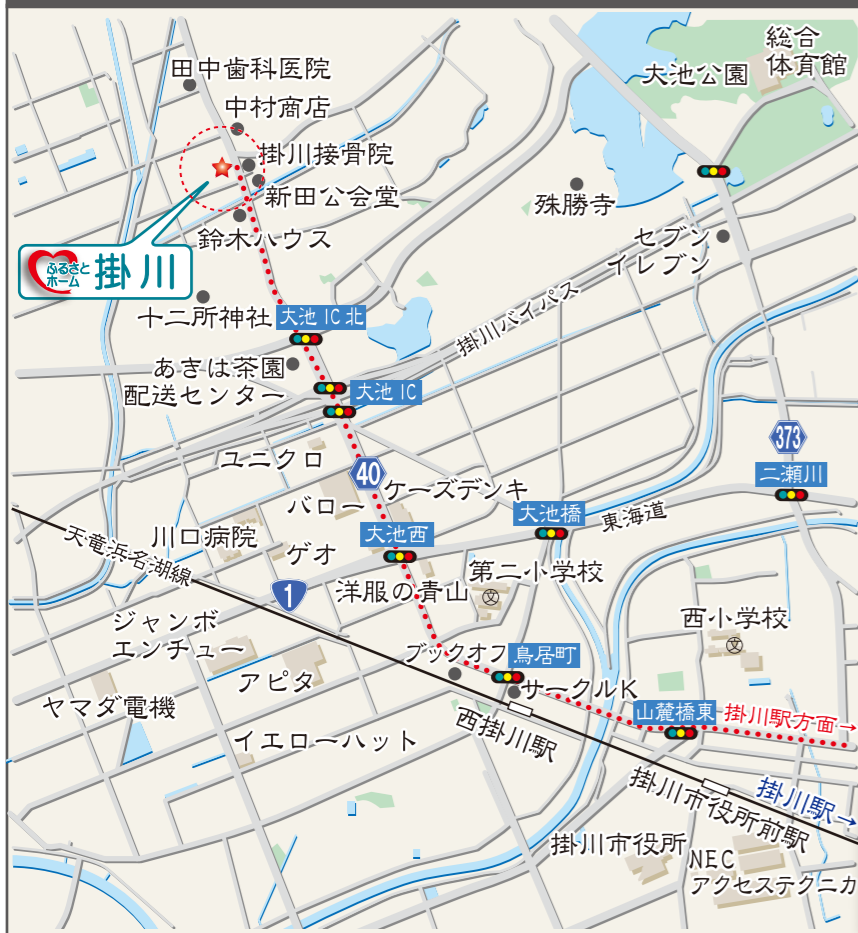 総合
体育館
大池公園
田中歯科医院
中村商店
掛川接骨院
新田公会堂
殊勝寺
鈴木ハウス
セブン
イレブン
ふるさと
ホーム
掛川
十二所神社
大池IC北
掛川バイパス
あきは茶園
配送センター
大池IC
373
ユニクロ
40
ケーズデンキ
二瀬川
バロー
大池橋
東海道
天竜浜名湖線
川口病院
ゲオ
大池西
第二小学校
文
1
洋服の青山
西小学校
文
ジャンボ
エンチュー
ブックオフ
鳥居町
アピタ
サークルK
ヤマダ電機
山麓橋東
掛川駅方面→
イエローハット
西掛川駅
掛川市役所前駅
掛川駅→
掛川市役所
NEC
アクセステクニカ